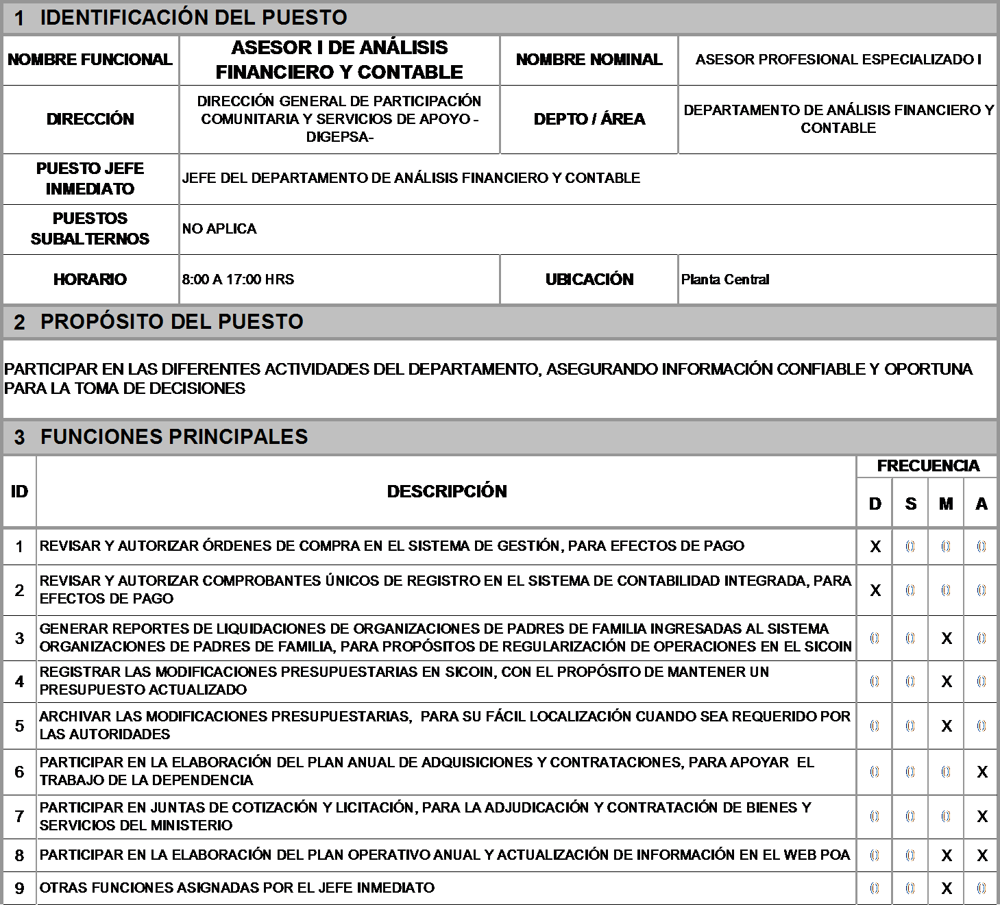 1 IDENTIFICACIÓN DEL PUESTO
NOMBRE FUNCIONAL
ASESOR I DE ANÁLISIS
FINANCIERO Y CONTABLE
NOMBRE NOMINAL
ASESOR PROFESIONAL ESPECIALIZADO I
DIRECCIÓN
DIRECCIÓN GENERAL DE PARTICIPACIÓN
COMUNITARIA Y SERVICIOS DE APOYO -
DIGEPSA-
DEPTO / ÁREA
DEPARTAMENTO DE ANÁLISIS FINANCIERO Y
CONTABLE
PUESTO JEFE
INMEDIATO
JEFE DEL DEPARTAMENTO DE ANÁLISIS FINANCIERO Y CONTABLE
PUESTOS
SUBALTERNOS
NO APLICA
HORARIO
8:00 A 17:00 HRS
UBICACIÓN
Planta Central
2 PROPÓSITO DEL PUESTO
PARTICIPAR EN LAS DIFERENTES ACTIVIDADES DEL DEPARTAMENTO, ASEGURANDO INFORMACIÓN CONFIABLE Y OPORTUNA
PARA LA TOMA DE DECISIONES
3 FUNCIONES PRINCIPALES
ID
DESCRIPCIÓN
FRECUENCIA
D S M A
1 REVISAR Y AUTORIZAR ÓRDENES DE COMPRA EN EL SISTEMA DE GESTIÓN, PARA EFECTOS DE PAGO X 0 0 0
2 REVISAR Y AUTORIZAR COMPROBANTES ÚNICOS DE REGISTRO EN EL SISTEMA DE CONTABILIDAD INTEGRADA, PARA
EFECTOS DE PAGO X 0 0 0
3 GENERAR REPORTES DE LIQUIDACIONES DE ORGANIZACIONES DE PADRES DE FAMILIA INGRESADAS AL SISTEMA
ORGANIZACIONES DE PADRES DE FAMILIA, PARA PROPÓSITOS DE REGULARIZACIÓN DE OPERACIONES EN EL SICOIN 0 0 X 0
4 REGISTRAR LAS MODIFICACIONES PRESUPUESTARIAS EN SICOIN, CON EL PROPÓSITO DE MANTENER UN
PRESUPUESTO ACTUALIZADO 0 0 X 0
5 ARCHIVAR LAS MODIFICACIONES PRESUPUESTARIAS, PARA SU FÁCIL LOCALIZACIÓN CUANDO SEA REQUERIDO POR
LAS AUTORIDADES 0 0 X 0
6 PARTICIPAR EN LA ELABORACIÓN DEL PLAN ANUAL DE ADQUISICIONES Y CONTRATACIONES, PARA APOYAR EL
TRABAJO DE LA DEPENDENCIA 0 0 0 X
7 PARTICIPAR EN JUNTAS DE COTIZACIÓN Y LICITACIÓN, PARA LA ADJUDICACIÓN Y CONTRATACIÓN DE BIENES Y
SERVICIOS DEL MINISTERIO 0 0 0 X
8 PARTICIPAR EN LA ELABORACIÓN DEL PLAN OPERATIVO ANUAL Y ACTUALIZACIÓN DE INFORMACIÓN EN EL WEB POA 0 0 X X
9 OTRAS FUNCIONES ASIGNADAS POR EL JEFE INMEDIATO 0 0 X 0